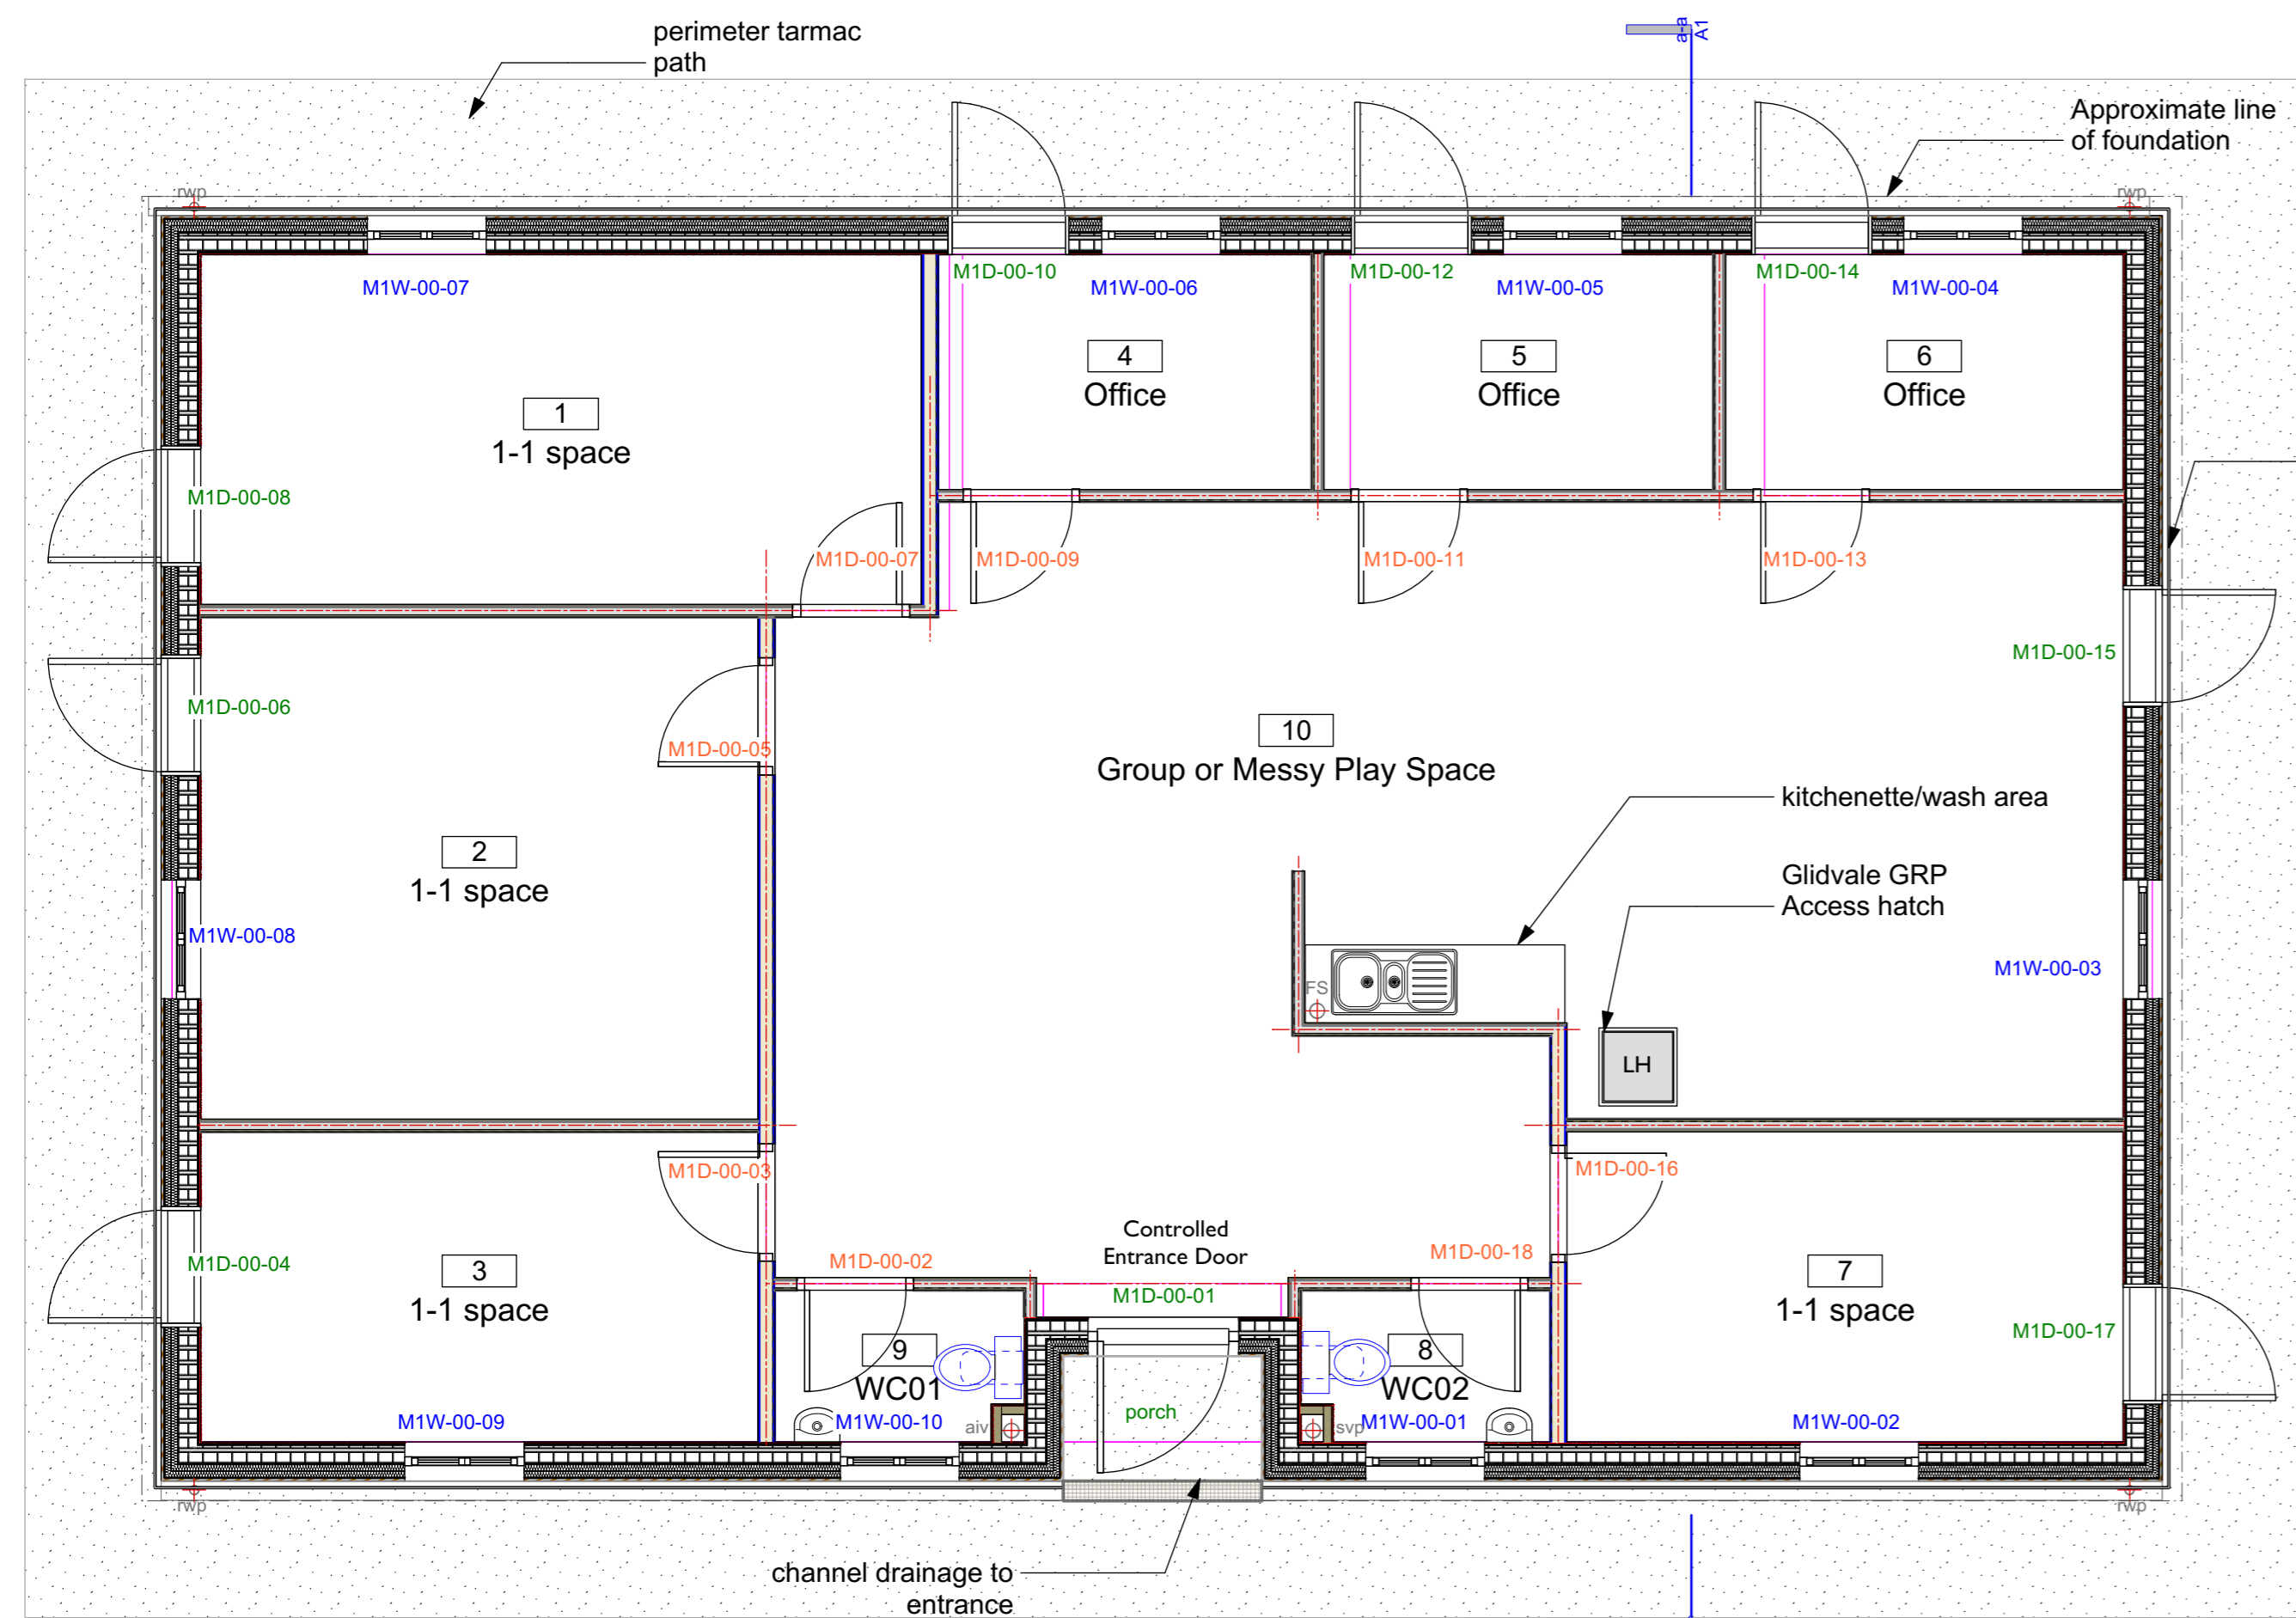 perimeter tarmac
path
a-a
A1
Approximate line
of foundation
rwp
rwp
M1D-00-10
M1D-00-12
M1D-00-14
M1W-00-07
M1W-00-06
M1W-00-05
M1W-00-04
4
Office
5
Office
6
Office
1
1-1 space
M1D-00-08
M1D-00-07
M1D-00-09
M1D-00-11
M1D-00-13
M1D-00-15
M1D-00-06
M1D-00-05
10
Group or Messy Play Space
kitchenette/wash area
2
1-1 space
Glidvale GRP
Access hatch
M1W-00-08
M1W-00-03
FS
LH
M1D-00-03
M1D-00-16
Controlled
Entrance Door
M1D-00-02
M1D-00-18
M1D-00-04
3
1-1 space
M1D-00-01
7
1-1 space
M1D-00-17
9
WC01
8
WC02
porch
M1W-00-09
M1W-00-10
aiv
svp
M1W-00-01
M1W-00-02
rwp
rwp
channel drainage to
entrance